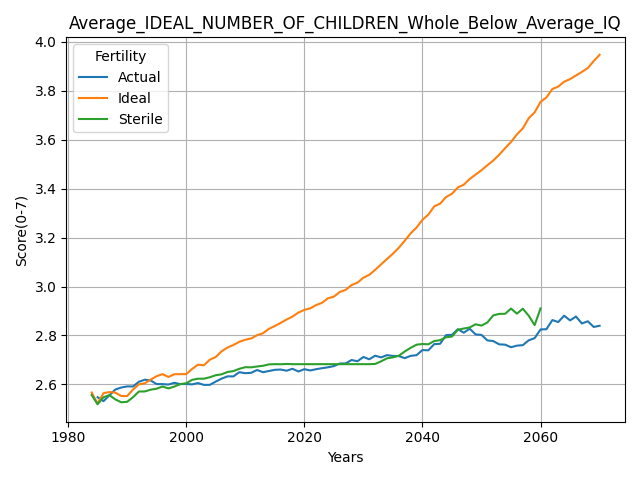 Average_IDEAL_NUMBER_OF_CHILDREN_Whole_Below_Average_IQ
Fertility
Actual
Ideal
Sterile
Score(0-7)
4.0
3.8
3.6
3.4
3.2
3.0
2.8
2.6
1980
2000
2020
2040
2060
Years